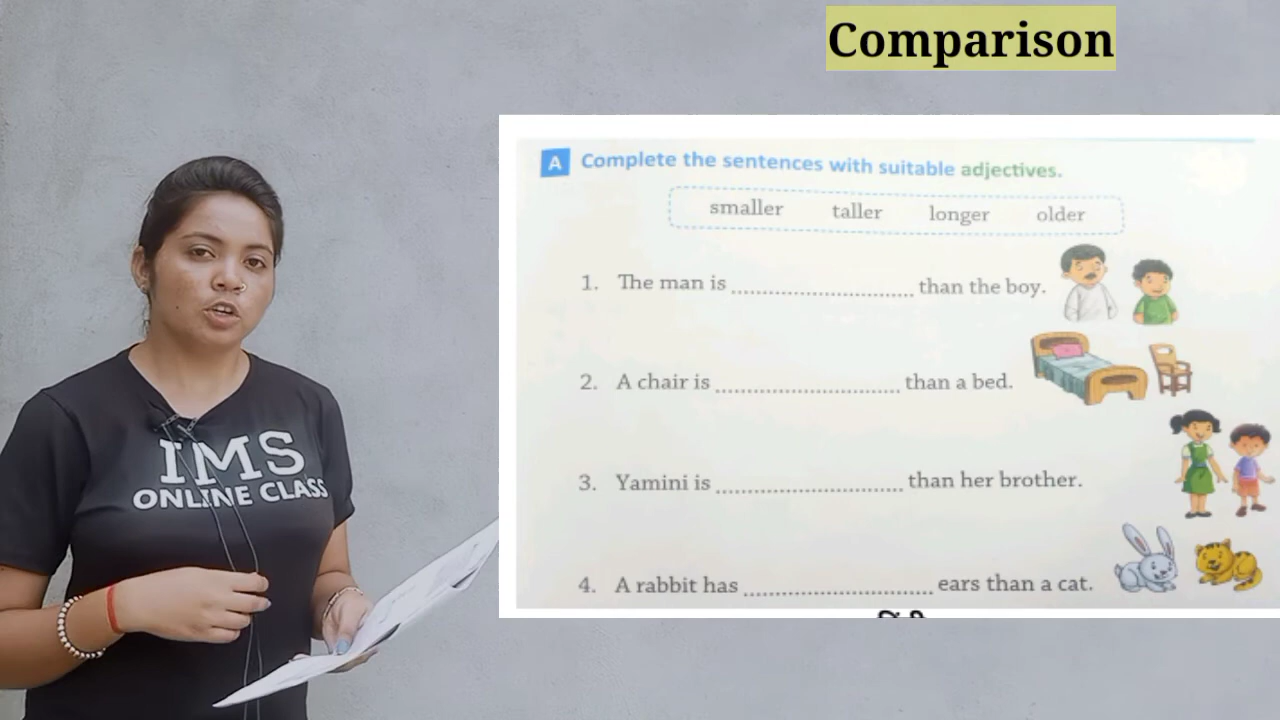 Comparison
A Complete the sentences with suitable adjectives.
smaller taller longer older
1. The man is ........................ than the boy.
2. A chair is ........................ than a bed.
3. Yamini is ........................ than her brother.
4. A rabbit has ........................ ears than a cat.
IMS
ONLINE CLASS